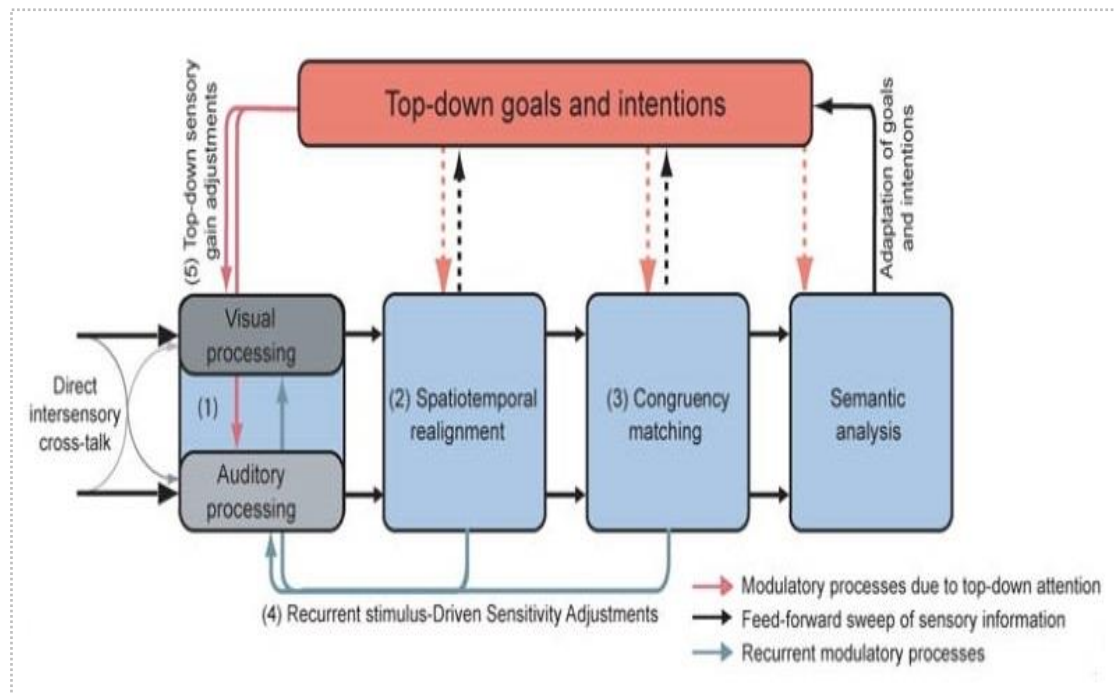 Top-down goals and intentions
(5) Top-down sensory
gain adjustments
Adaptation of goals
and intentions
Visual
processing
Direct
intersensory
cross-talk
(1)
(2) Spatiotemporal
realignment
(3) Congruency
matching
Semantic
analysis
Auditory
processing
(4) Recurrent stimulus-Driven Sensitivity Adjustments
Modulatory processes due to top-down attention
Feed-forward sweep of sensory information
Recurrent modulatory processes